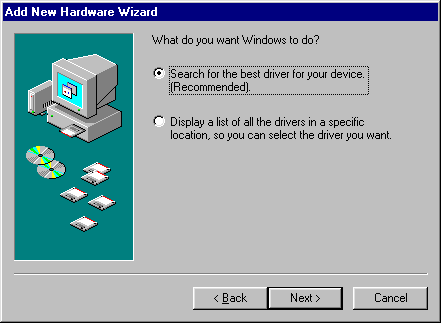 Add New Hardware Wizard
What do you want Windows to do?
Search for the best driver for your device.
(Recommended).
Display a list of all the drivers in a specific
location, so you can select the driver you want.
< Back
Next >
Cancel